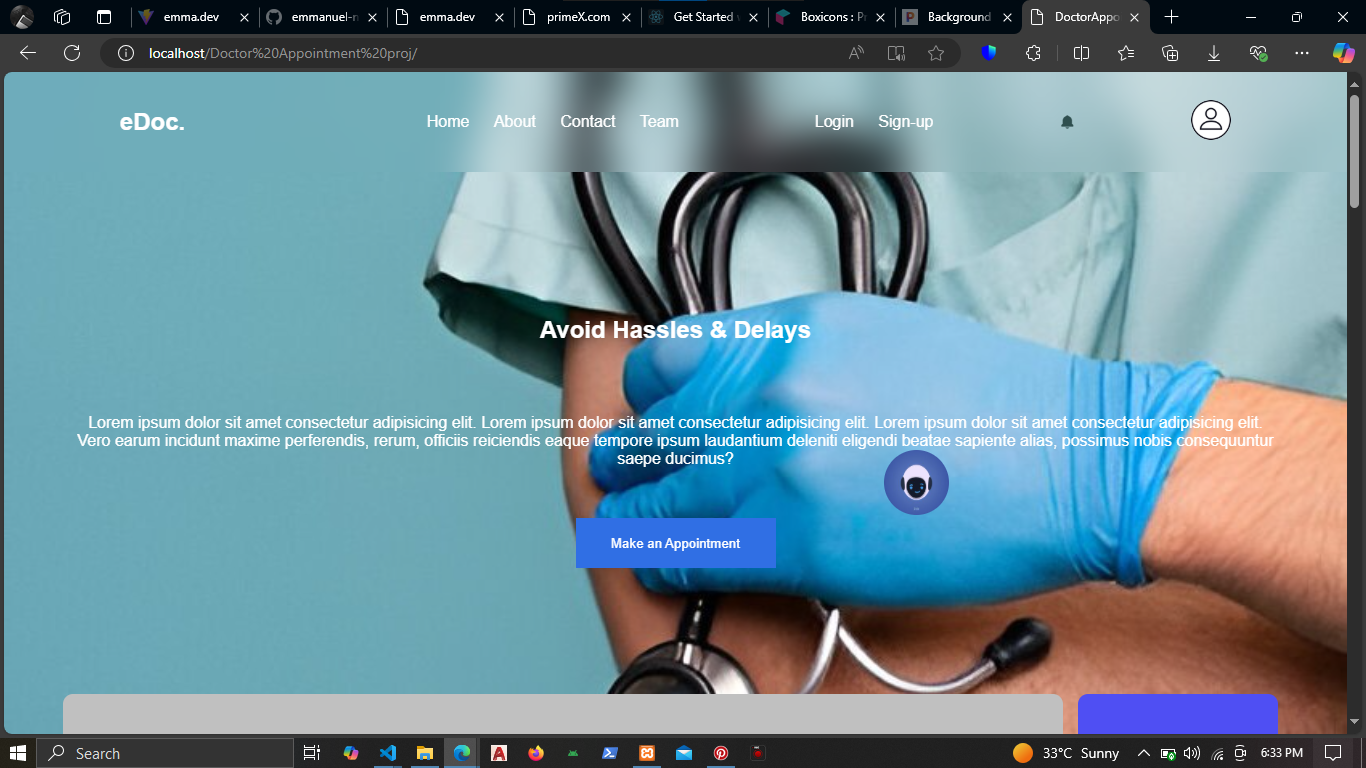 emma.dev
emmanuel-n
emma.dev
primeX.com
Get Started
Boxicons : P
Background
DoctorAppo
localhost/Doctor%20Appointment%20proj/
eDoc.
Home About Contact Team Login Sign-up
Avoid Hassles & Delays
Lorem ipsum dolor sit amet consectetur adipisicing elit. Lorem ipsum dolor sit amet consectetur adipisicing elit. Lorem ipsum dolor sit amet consectetur adipisicing elit.
Vero earum incidunt maxime perferendis, rerum, officiis reiciendis eaque tempore ipsum laudantium deleniti eligendi beatae sapiente alias, possimus nobis consequuntur
saepe ducimus?
Make an Appointment
Search
33°C Sunny
6:33 PM